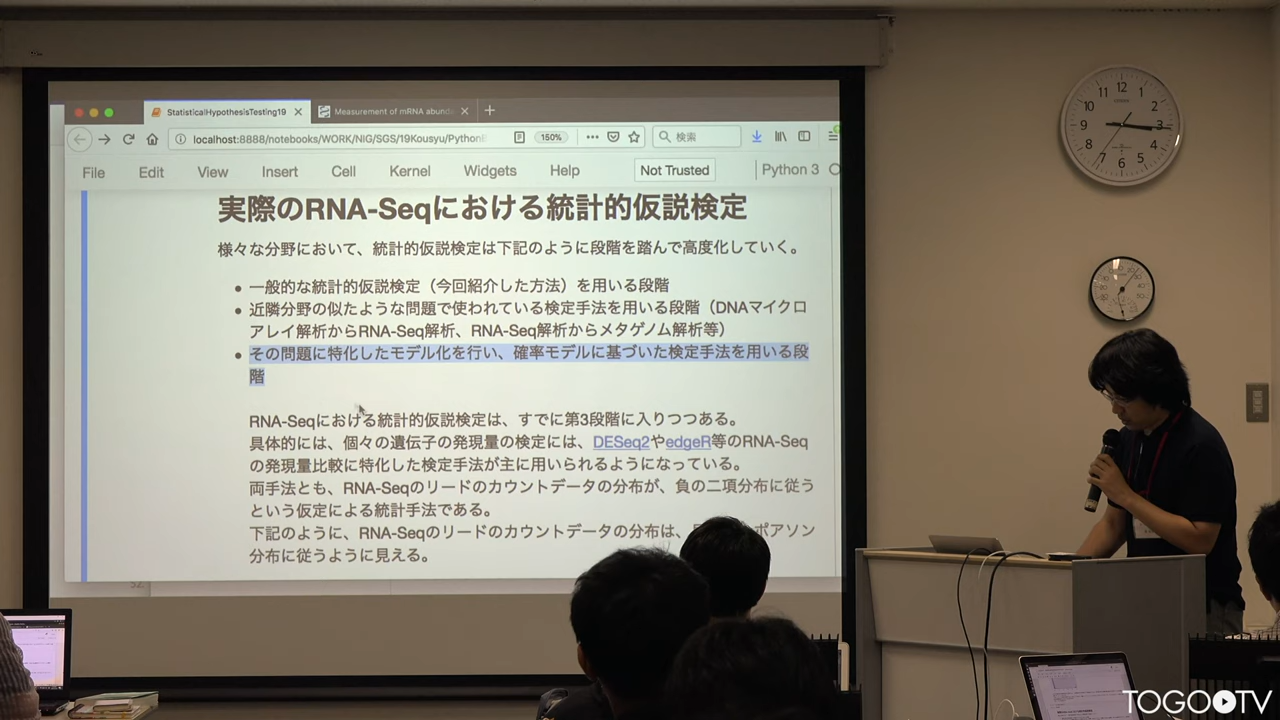 StatisticalHypothesisTesting19
Measurement of mRNA abund
localhost:8888/notebooks/WORK/NIG/SGS/19Kousyu/Python
150%
検索
File Edit View Insert Cell Kernel Widgets Help Not Trusted Python 3
実際のRNA-Seqにおける統計的仮説検定
様々な分野において、統計的仮説検定は下記のように段階を踏んで高度化していく。
• 一般的な統計的仮説検定（今回紹介した方法）を用いる段階
• 近隣分野の似たような問題で使われている検定手法を用いる段階（DNAマイクロ
アレイ解析からRNA-Seq解析、RNA-Seq解析からメタゲノム解析等）
• その問題に特化したモデル化を行い、確率モデルに基づいた検定手法を用いる段
階
RNA-Seqにおける統計的仮説検定は、すでに第3段階に入りつつある。
具体的には、個々の遺伝子の発現量の検定には、DESeq2やedgeR等のRNA-Seq
の発現量比較に特化した検定手法が主に用いられるようになっている。
両手法とも、RNA-Seqのリードのカウントデータの分布が、負の二項分布に従う
という仮定による統計手法である。
下記のように、RNA-Seqのリードのカウントデータの分布は、 ポアソン
分布に従うように見える。
12 1 2 3 4 5 6 7 8 9 10 11
TOGOTV